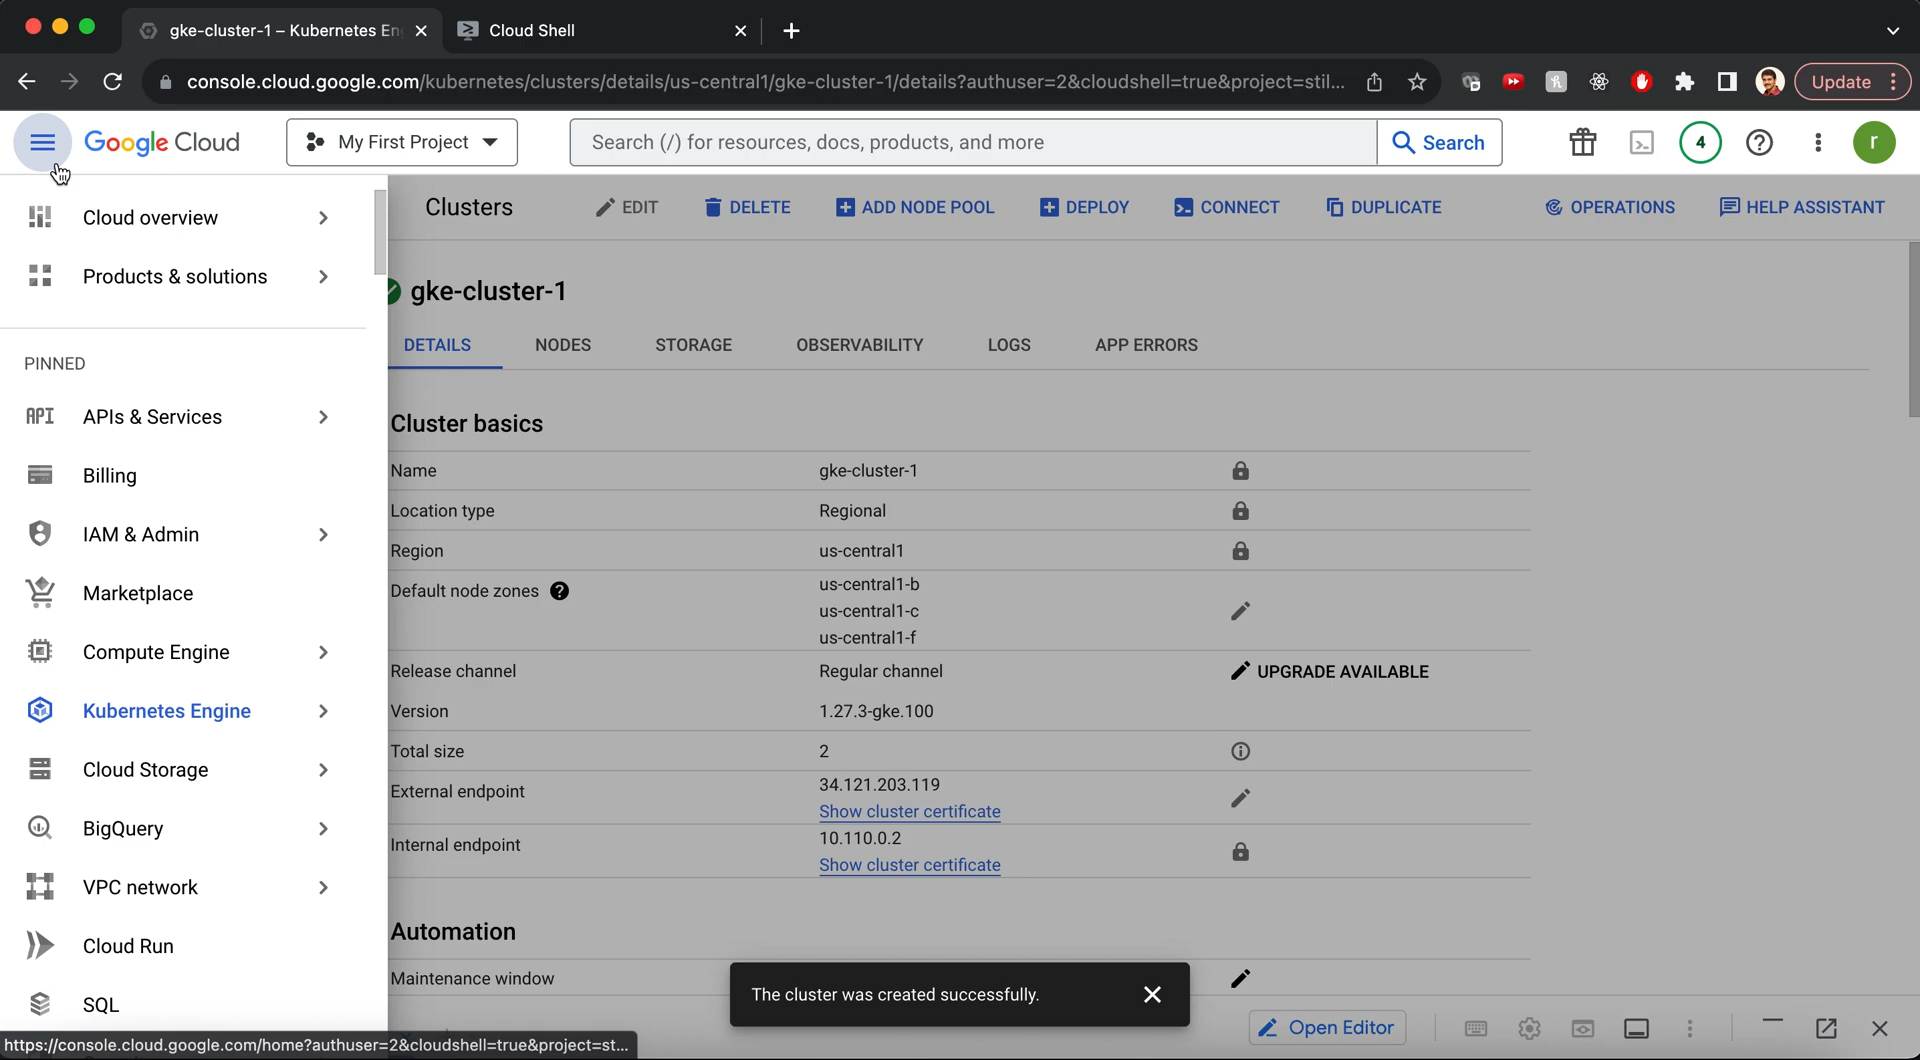 gke-cluster-1 – Kubernetes En
Cloud Shell
console.cloud.google.com/kubernetes/clusters/details/us-central1/gke-cluster-1/details?authuser=2&cloudshell=true&project=stil...
Update
Google Cloud
My First Project
Search (/) for resources, docs, products, and more
Search
4
r
Cloud overview
Products & solutions
PINNED
API APIs & Services
Billing
IAM & Admin
Marketplace
Compute Engine
Kubernetes Engine
Cloud Storage
BigQuery
VPC network
Cloud Run
SQL
https://console.cloud.google.com/home?authuser=2&cloudshell=true&project=st...
Clusters
EDIT
DELETE
ADD NODE POOL
DEPLOY
CONNECT
DUPLICATE
OPERATIONS
HELP ASSISTANT
gke-cluster-1
DETAILS
NODES
STORAGE
OBSERVABILITY
LOGS
APP ERRORS
Cluster basics
Name gke-cluster-1
Location type Regional
Region us-central1
Default node zones ? us-central1-b
us-central1-c
us-central1-f
Release channel Regular channel UPGRADE AVAILABLE
Version 1.27.3-gke.100
Total size 2
External endpoint 34.121.203.119
Show cluster certificate
Internal endpoint 10.110.0.2
Show cluster certificate
Automation
Maintenance window
The cluster was created successfully.
Open Editor